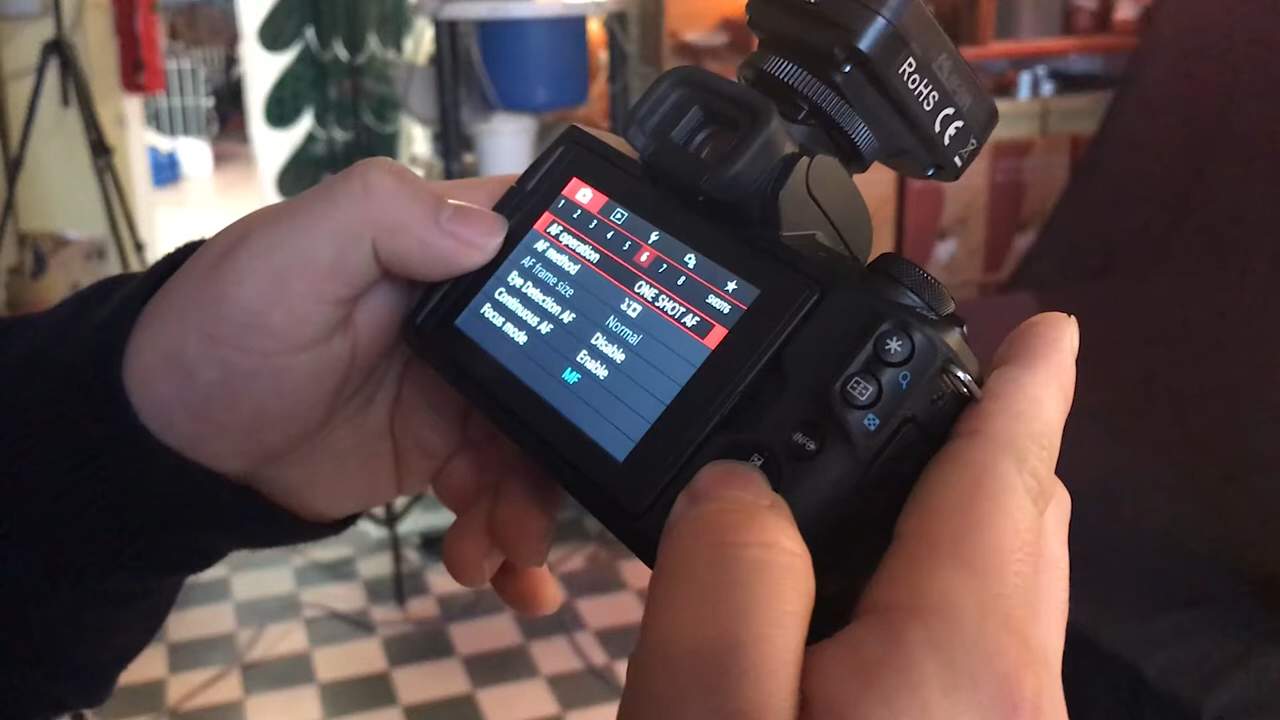 RoHS CE
1 2 3 4 5 6 7 8
SHOOT6
AF operation ONE SHOT AF
AF method
AF frame size Normal
Eye Detection AF Disable
Continuous AF Enable
Focus mode MF
INFO